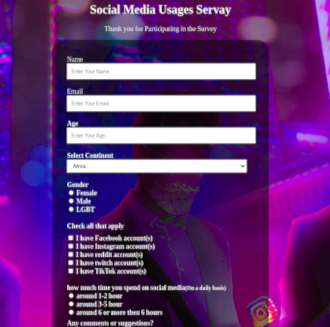 Social Media Usages Servay
Thank you for Participating in the Survey
Name
Enter Your Name
Email
Enter Your Email
Age
Enter Your Age
Select Continent
Africa
Gender
Female
Male
LGBT
Check all that apply
I have Facebook account(s)
I have Instagram account(s)
I have reddit account(s)
I have twitch account(s)
I have TikTok account(s)
how much time you spend on social media(On a daily basis)
around 1-2 hour
around 3-5 hour
around 6 or more then 6 hours
Any comments or suggestions?